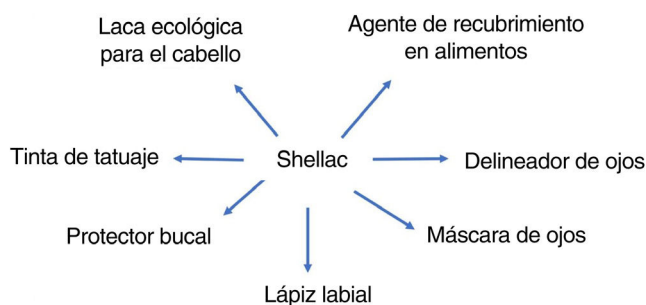 Laca ecológica
para el cabello
Agente de recubrimiento
en alimentos
Tinta de tatuaje
Shellac
Delineador de ojos
Protector bucal
Máscara de ojos
Lápiz labial